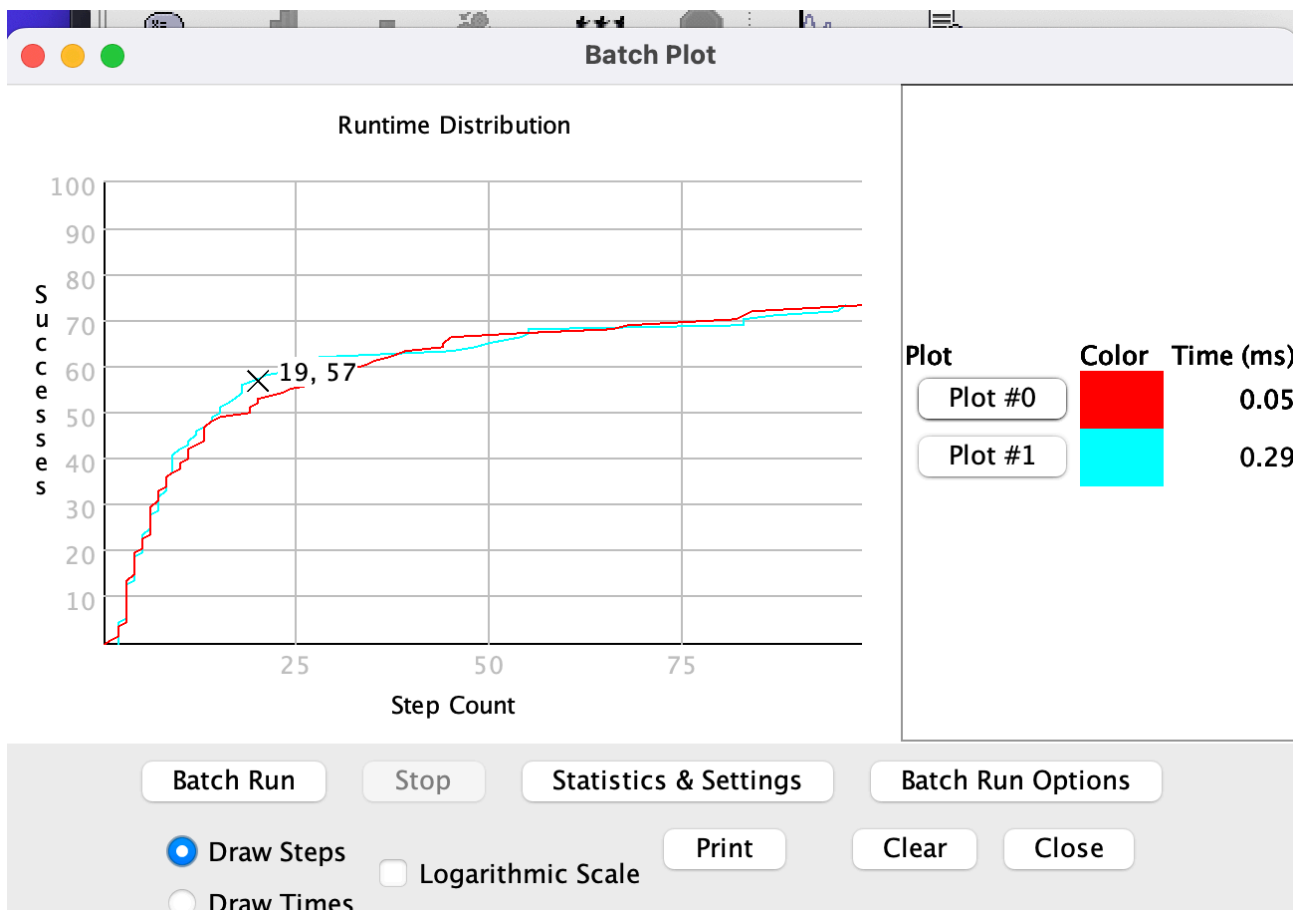 Batch Plot
Runtime Distribution
100
90
80
70
60
50
40
30
20
10
Successes
19, 57
25 50 75
Step Count
Plot Color Time (ms)
Plot #0 0.05
Plot #1 0.29
Batch Run Stop Statistics & Settings Batch Run Options
Draw Steps Logarithmic Scale Print Clear Close
Draw Times